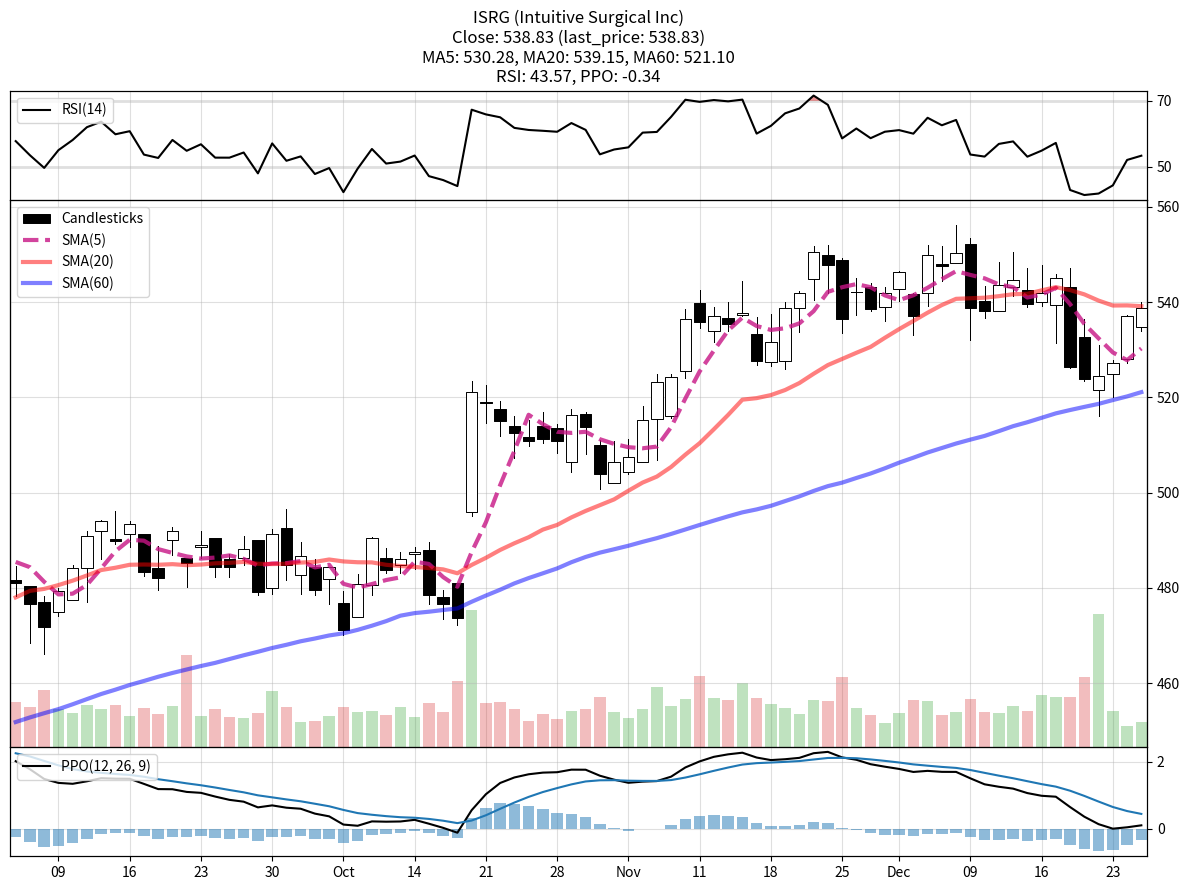 ISRG (Intuitive Surgical Inc)
Close: 538.83 (last_price: 538.83)
MA5: 530.28, MA20: 539.15, MA60: 521.10
RSI: 43.57, PPO: -0.34
RSI(14)
70
50
Candlesticks
SMA(5)
SMA(20)
SMA(60)
560
540
520
500
480
460
PPO(12, 26, 9)
2
0
09 16 23 30 Oct 14 21 28 Nov 11 18 25 Dec 09 16 23